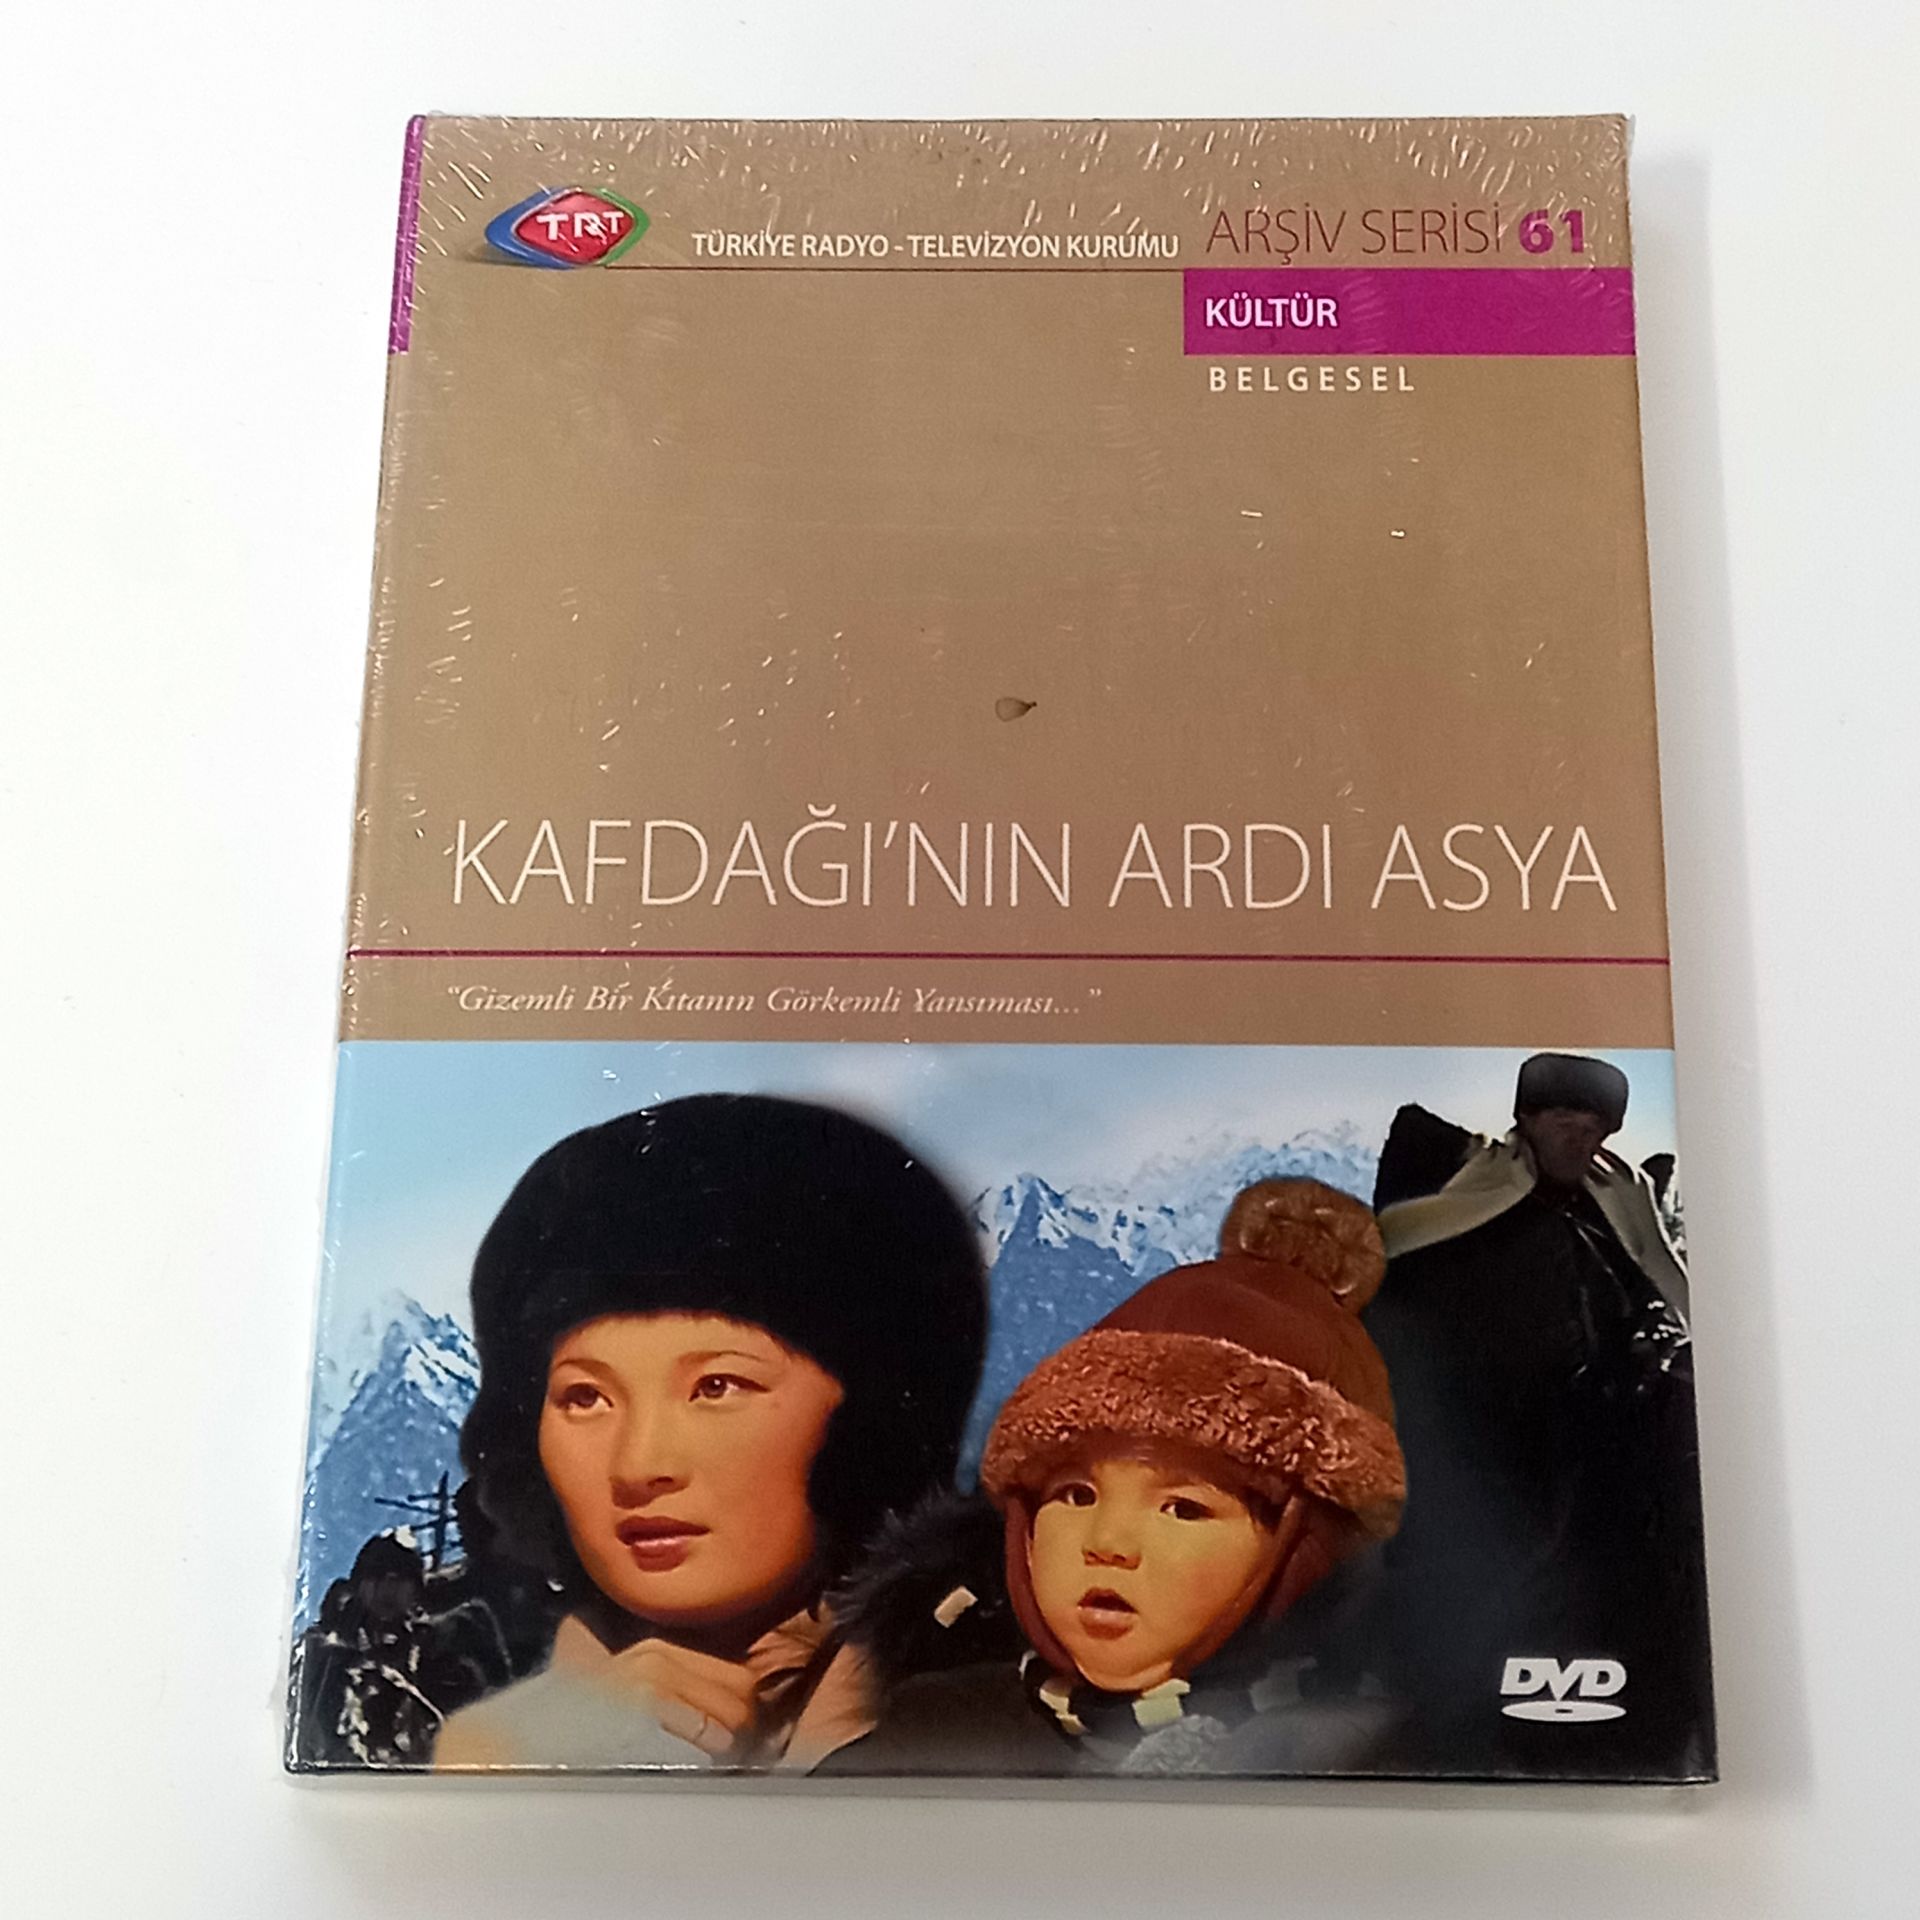 TRT
TÜRKİYE RADYO - TELEVİZYON KURUMU
ARŞİV SERİSİ 61
KÜLTÜR
BELGESEL
KAFDAĞI'NIN ARDI ASYA
"Gizemli Bir Kıtanın Görkemli Yansıması..."
DVD